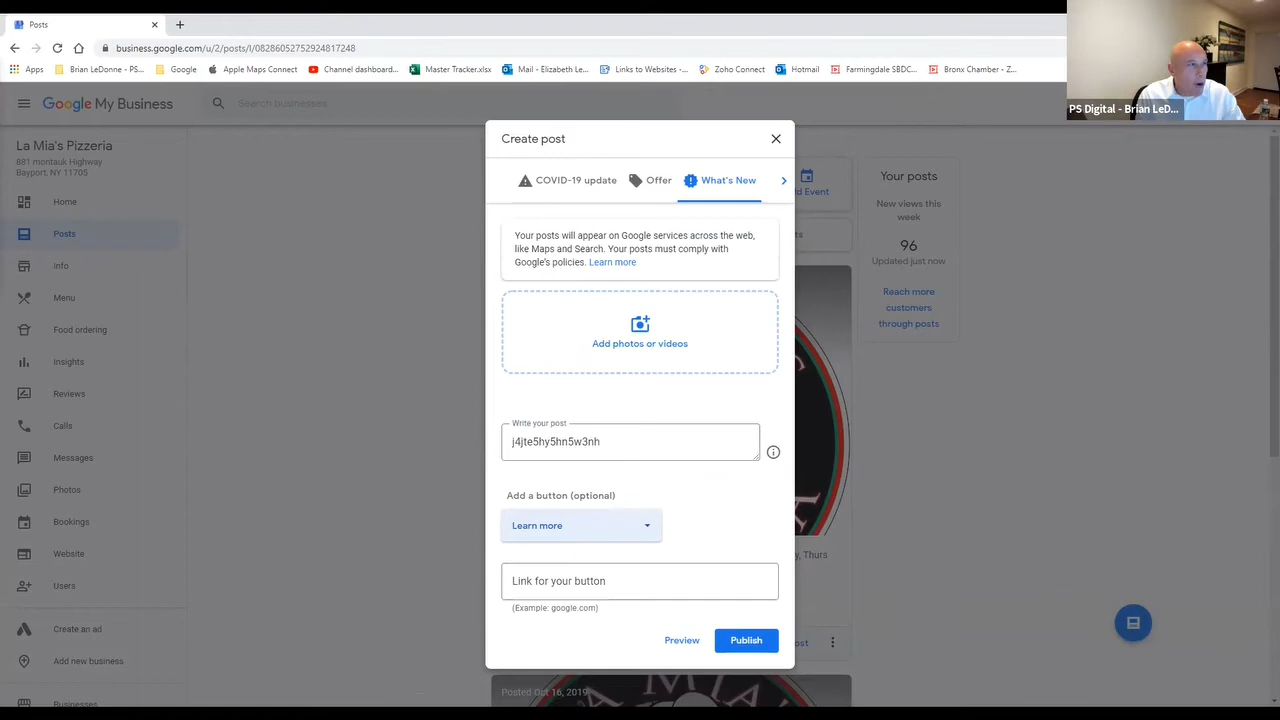 Posts
business.google.com/u/2/posts/l/08286052752924817248
Apps
Brian LeDonne - PS...
Google
Apple Maps Connect
Channel dashboard...
Master Tracker.xlsx
Mail - Elizabeth Le...
Links to Websites -...
Zoho Connect
Hotmail
Farmingdale SBDC...
Bronx Chamber - Z...
PS Digital - Brian LeD...
Google My Business
Search businesses
La Mia's Pizzeria
881 montauk Highway
Bayport, NY 11705
Home
Posts
Info
Menu
Food ordering
Insights
Reviews
Calls
Messages
Photos
Bookings
Website
Users
Create an ad
Add new business
Businesses
Create post
COVID-19 update
Offer
What's New
Your posts will appear on Google services across the web,
like Maps and Search. Your posts must comply with
Google's policies. Learn more
Add photos or videos
Write your post
j4jte5hy5hn5w3nh
Add a button (optional)
Learn more
Link for your button
(Example: google.com)
Preview
Publish
Event
Your posts
New views this
week
96
Updated just now
Reach more
customers
through posts
Thurs
Posted Oct 16, 2019